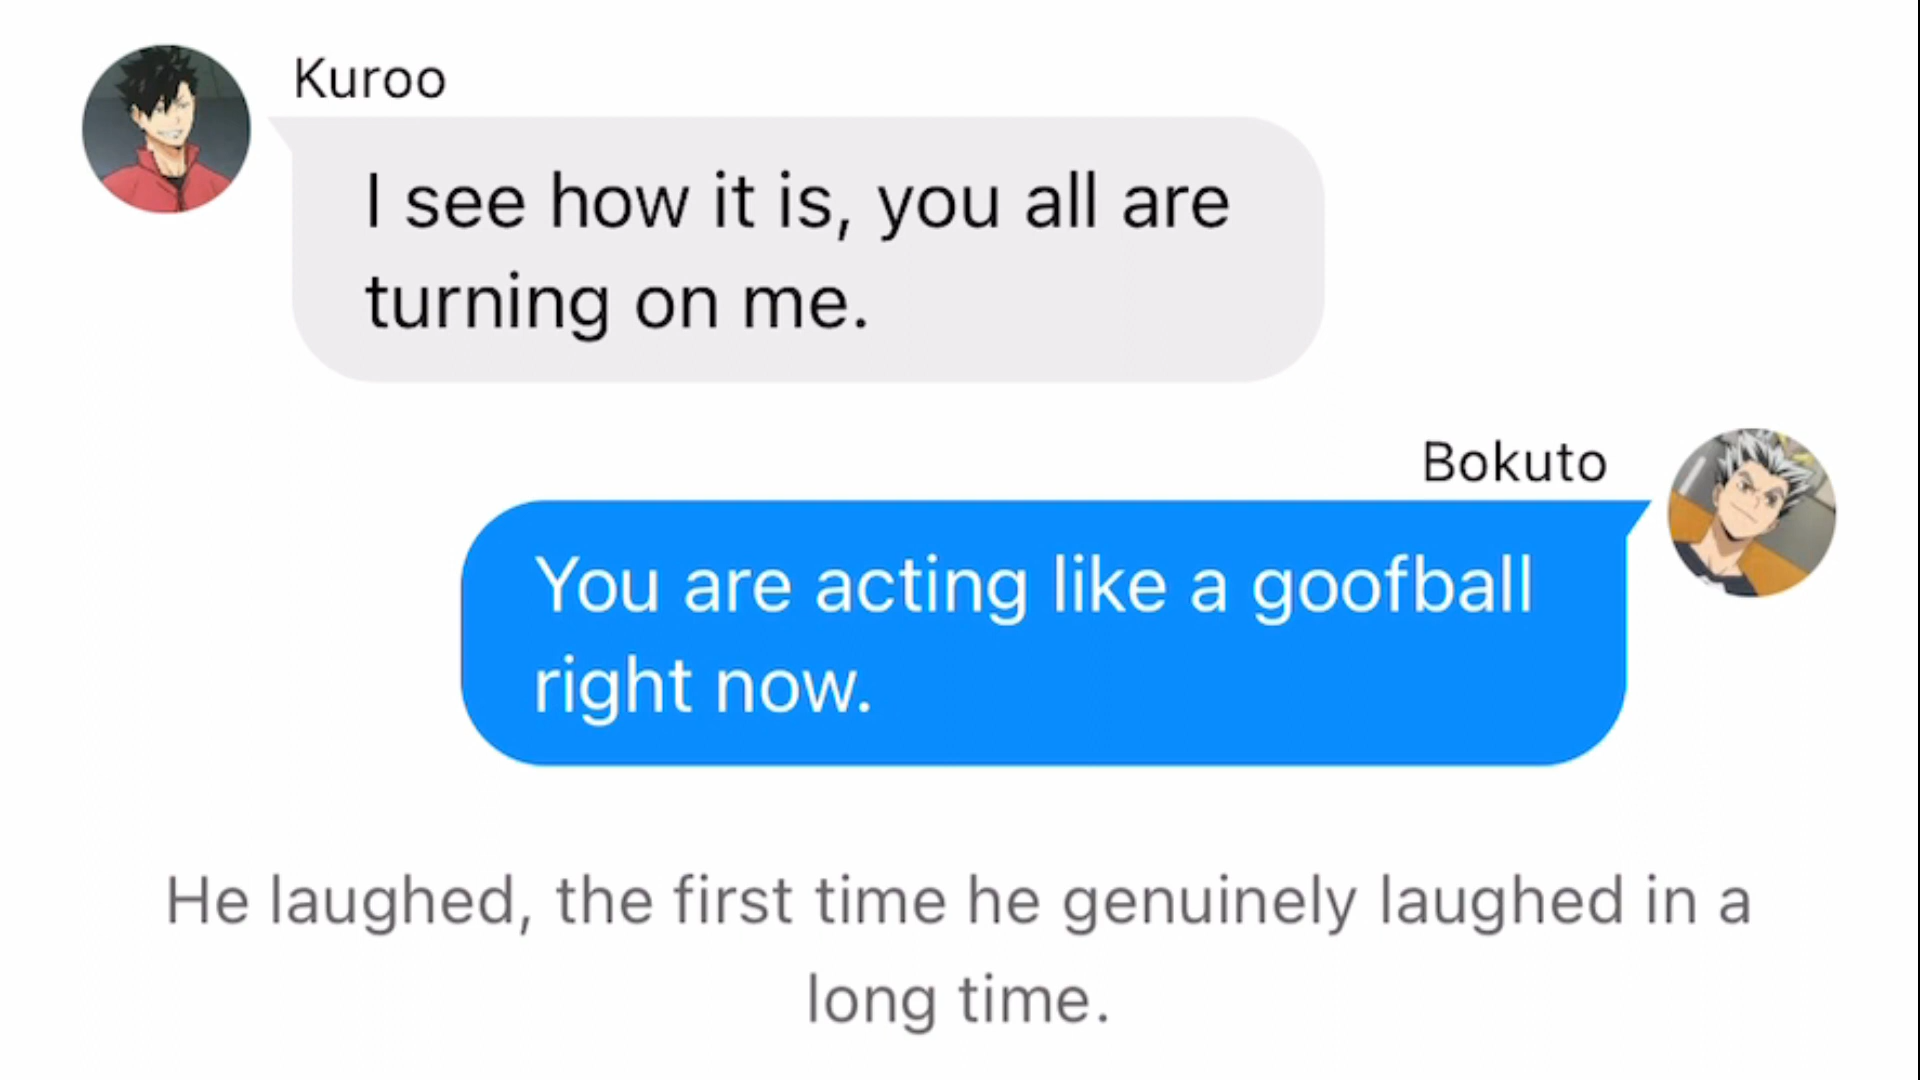 Kuroo
I see how it is, you all are
turning on me.
Bokuto
You are acting like a goofball
right now.
He laughed, the first time he genuinely laughed in a
long time.